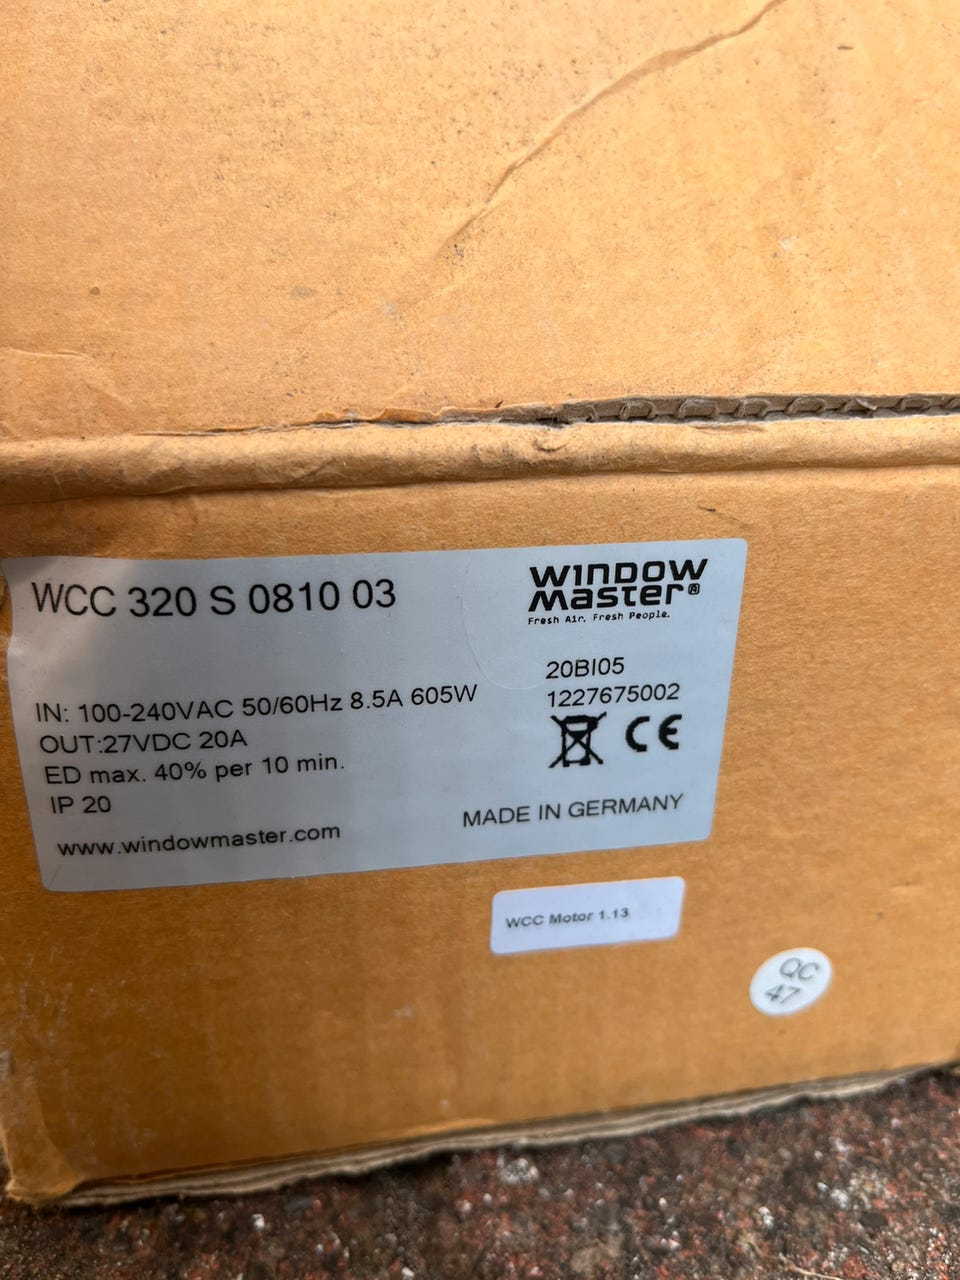 WCC 320 S 0810 03
WINDOW
Master®
Fresh Air. Fresh People.
20BI05
1227675002
IN: 100-240VAC 50/60Hz 8.5A 605W
OUT:27VDC 20A
ED max. 40% per 10 min.
IP 20
CE
www.windowmaster.com
MADE IN GERMANY
WCC Motor 1.13
QC
47